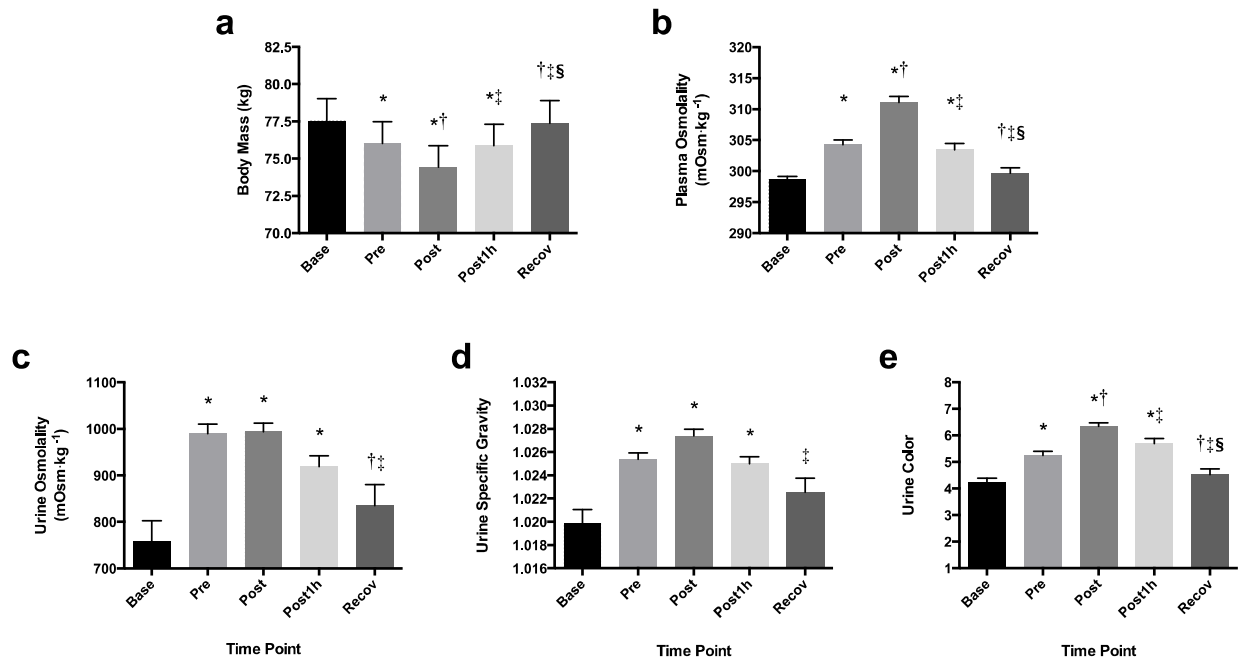 a
Body Mass (kg)
82.5
80.0
77.5
75.0
72.5
70.0
*
*†
*‡
†‡§
Base
Pre
Post
Post1h
Recov
b
Plasma Osmolality
(mOsm·kg⁻¹)
320
315
310
305
300
295
290
*
*†
*‡
†‡§
Base
Pre
Post
Post1h
Recov
c
Urine Osmolality
(mOsm·kg⁻¹)
1100
1000
900
800
700
*
*
*
†‡
Base
Pre
Post
Post1h
Recov
Time Point
d
Urine Specific Gravity
1.032
1.030
1.028
1.026
1.024
1.022
1.020
1.018
1.016
*
*
*
‡
Base
Pre
Post
Post1h
Recov
Time Point
e
Urine Color
8
7
6
5
4
3
2
1
*
*†
*‡
†‡§
Base
Pre
Post
Post1h
Recov
Time Point